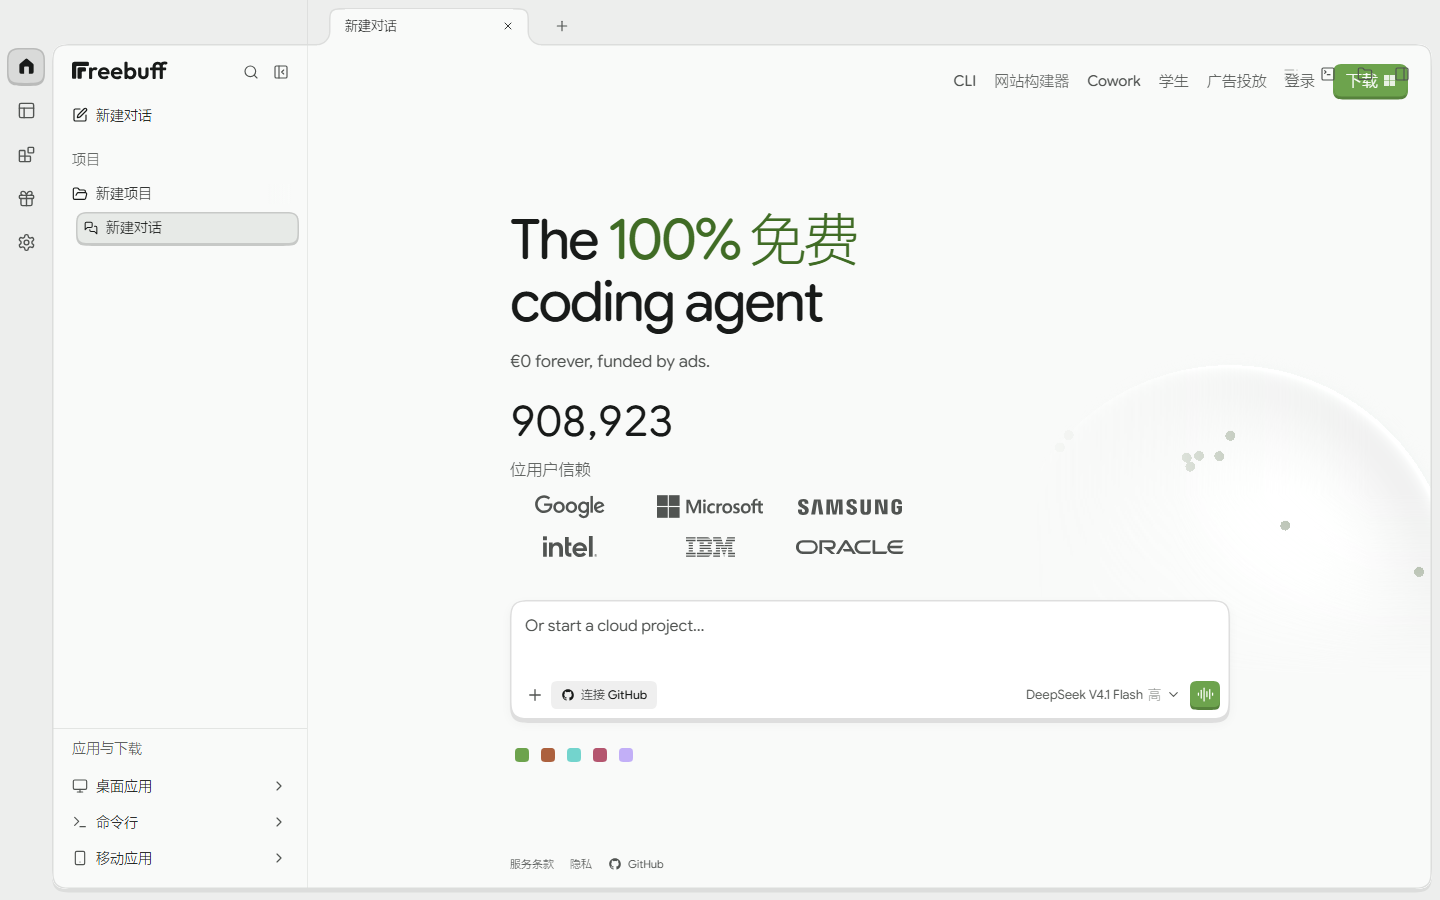 新建对话
Freebuff
新建对话
项目
新建项目
新建对话
CLI 网站构建器 Cowork 学生 广告投放 登录 下载
The 100% 免费
coding agent
€0 forever, funded by ads.
908,923
位用户信赖
Google Microsoft SAMSUNG
intel. IBM ORACLE
Or start a cloud project...
连接 GitHub
DeepSeek V4.1 Flash 高
应用与下载
桌面应用
命令行
移动应用
服务条款 隐私 GitHub